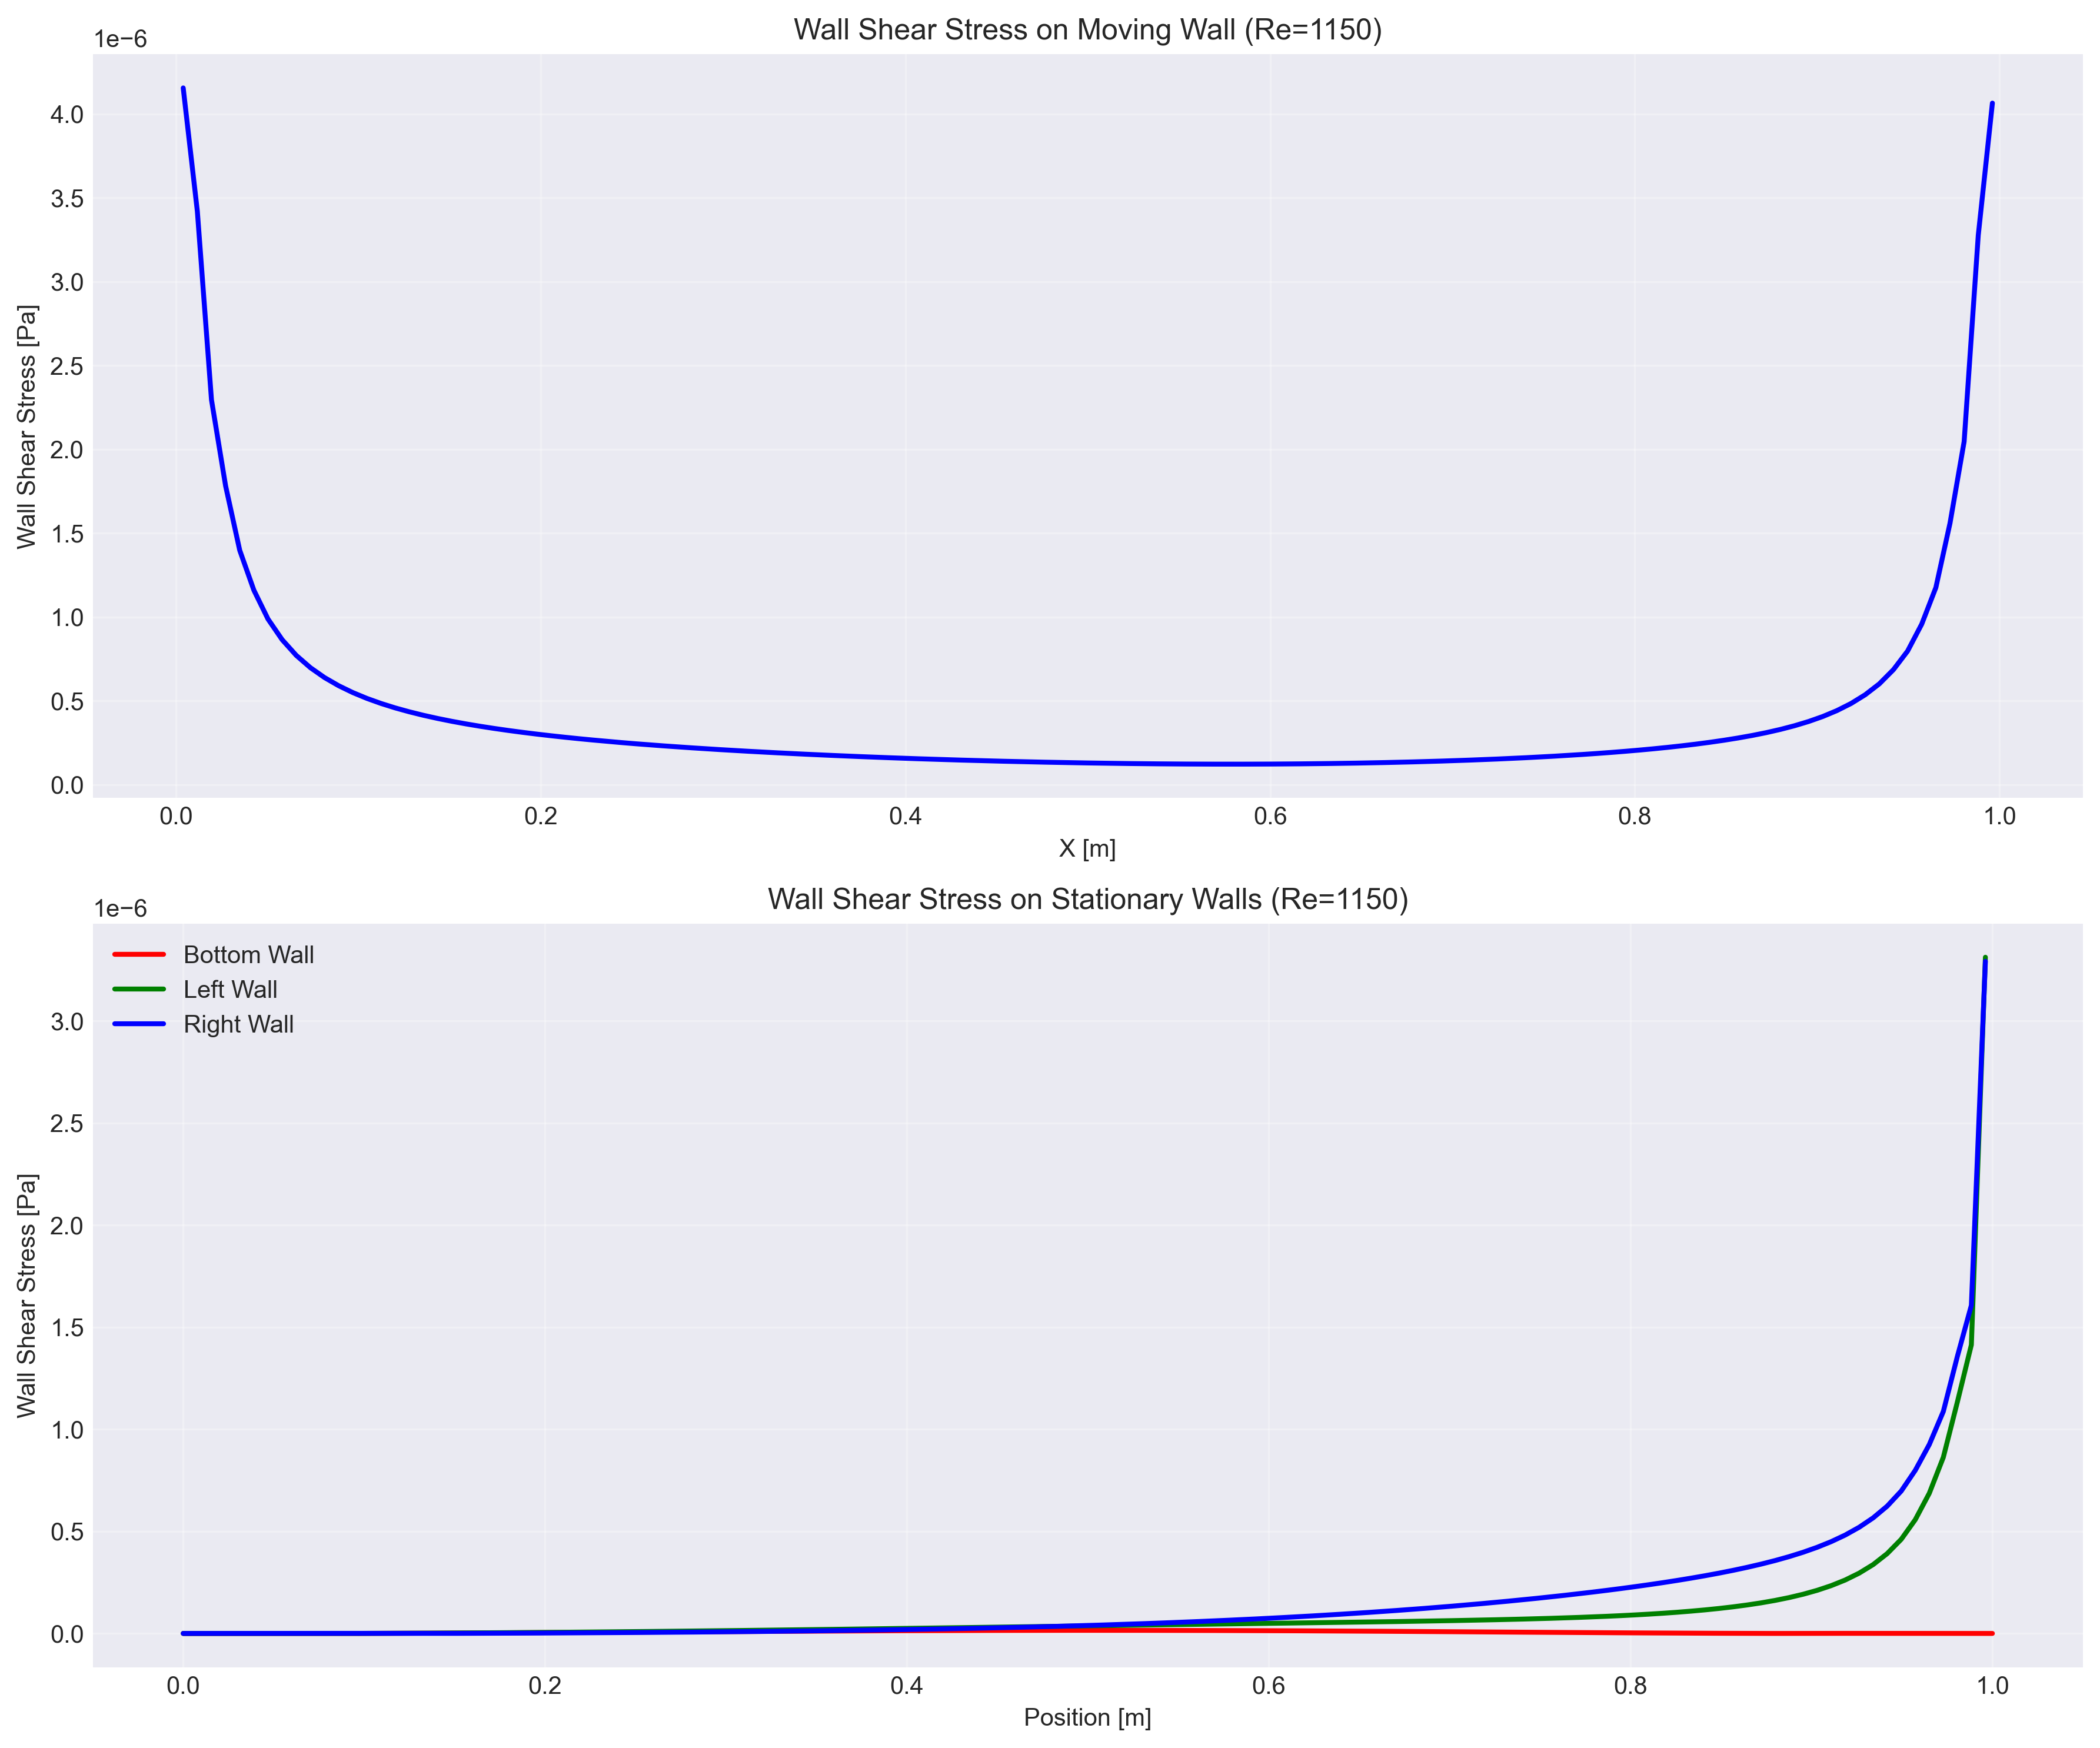 Wall Shear Stress on Moving Wall (Re=1150)
1e−6
4.0
3.5
3.0
2.5
2.0
1.5
1.0
0.5
0.0
Wall Shear Stress [Pa]
0.0 0.2 0.4 0.6 0.8 1.0
X [m]
Wall Shear Stress on Stationary Walls (Re=1150)
1e−6
Bottom Wall
Left Wall
Right Wall
3.0
2.5
2.0
1.5
1.0
0.5
0.0
Wall Shear Stress [Pa]
0.0 0.2 0.4 0.6 0.8 1.0
Position [m]